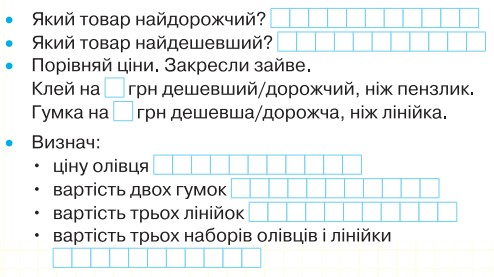 • Який товар найдорожчий?
• Який товар найдешевший?
• Порівняй ціни. Закресли зайве.
Клей на грн дешевший/дорожчий, ніж пензлик.
Гумка на грн дешевша/дорожча, ніж лінійка.
• Визнач:
• ціну олівця
• вартість двох гумок
• вартість трьох лінійок
• вартість трьох наборів олівців і лінійки